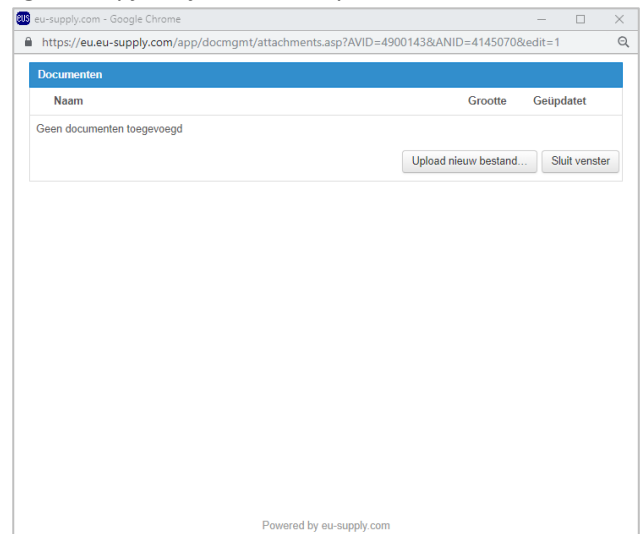 eus eu-supply.com - Google Chrome
https://eu.eu-supply.com/app/docmgmt/attachments.asp?AVID=4900143&ANID=4145070&edit=1
Documenten
Naam Grootte Geüpdatet
Geen documenten toegevoegd
Upload nieuw bestand... Sluit venster
Powered by eu-supply.com